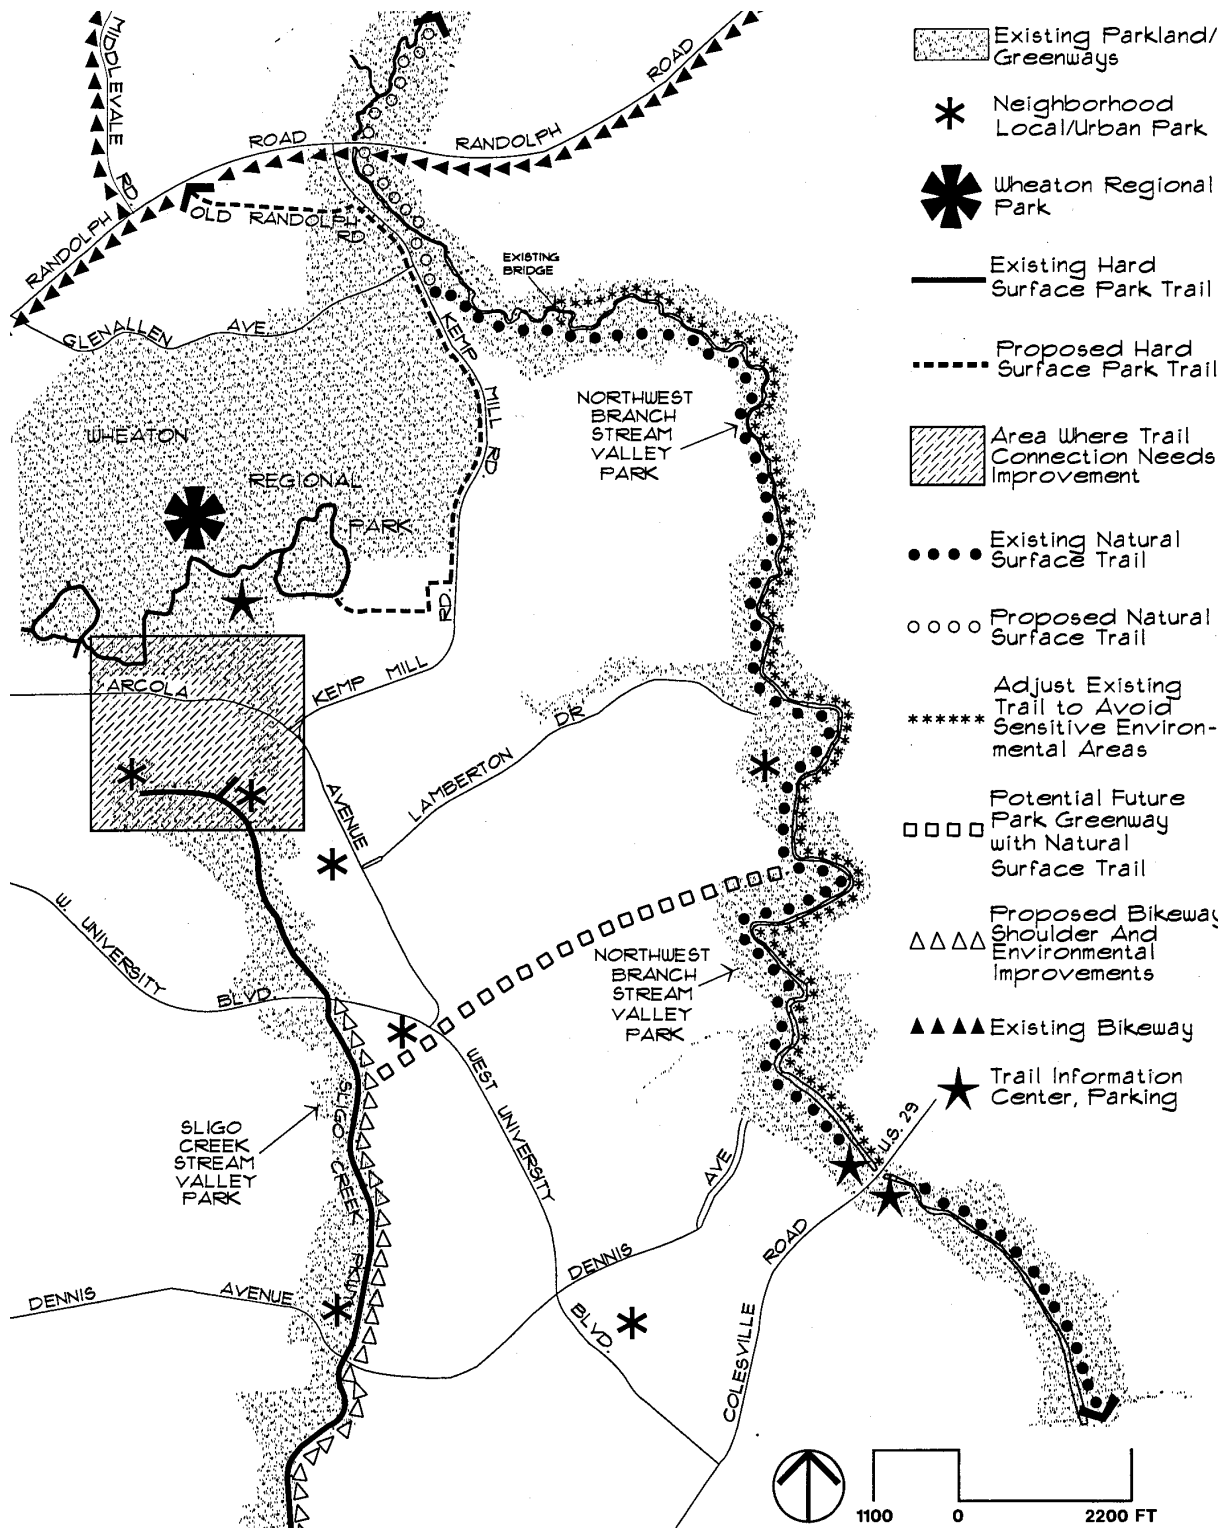 MIDDLEVALE
RD.
ROAD
RANDOLPH
ROAD
RANDOLPH
OLD RANDOLPH
RD
EXISTING
BRIDGE
GLENALLEN AVE.
KEMP
MILL
RD.
NORTHWEST
BRANCH
STREAM
VALLEY
PARK
WHEATON
REGIONAL
PARK
RD
KEMP MILL
ARCOLA
AVENUE
LAMBERTON
DR
W. UNIVERSITY
BLVD.
NORTHWEST
BRANCH
STREAM
VALLEY
PARK
WEST UNIVERSITY
BLVD.
SLIGO
CREEK
STREAM
VALLEY
PARK
SLIGO CREEK
PKWY
DENNIS
AVENUE
DENNIS
AVE
U.S. 29
ROAD
COLESVILLE
Existing Parkland/
Greenways
Neighborhood
Local/Urban Park
Wheaton Regional
Park
Existing Hard
Surface Park Trail
Proposed Hard
Surface Park Trail
Area Where Trail
Connection Needs
Improvement
Existing Natural
Surface Trail
Proposed Natural
Surface Trail
Adjust Existing
Trail to Avoid
Sensitive Environ-
mental Areas
Potential Future
Park Greenway
with Natural
Surface Trail
Proposed Bikeway
Shoulder And
Environmental
Improvements
Existing Bikeway
Trail Information
Center, Parking
1100 0 2200 FT